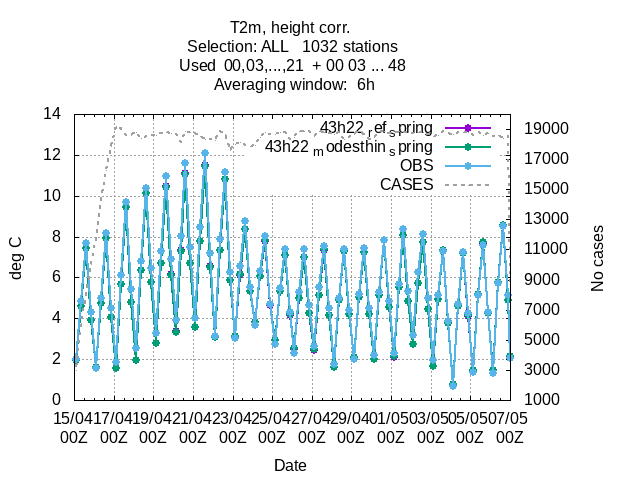 T2m, height corr.
Selection: ALL   1032 stations
Used  00,03,...,21  + 00 03 ... 48
Averaging window:  6h
14
12
10
8
6
4
2
0
deg C
43h22_ref_spring
43h22_modesthin_spring
OBS
CASES
19000
17000
15000
13000
11000
9000
7000
5000
3000
1000
No cases
15/04 17/04 19/04 21/04 23/04 25/04 27/04 29/04 01/05 03/05 05/05 07/05
00Z 00Z 00Z 00Z 00Z 00Z 00Z 00Z 00Z 00Z 00Z 00Z
Date